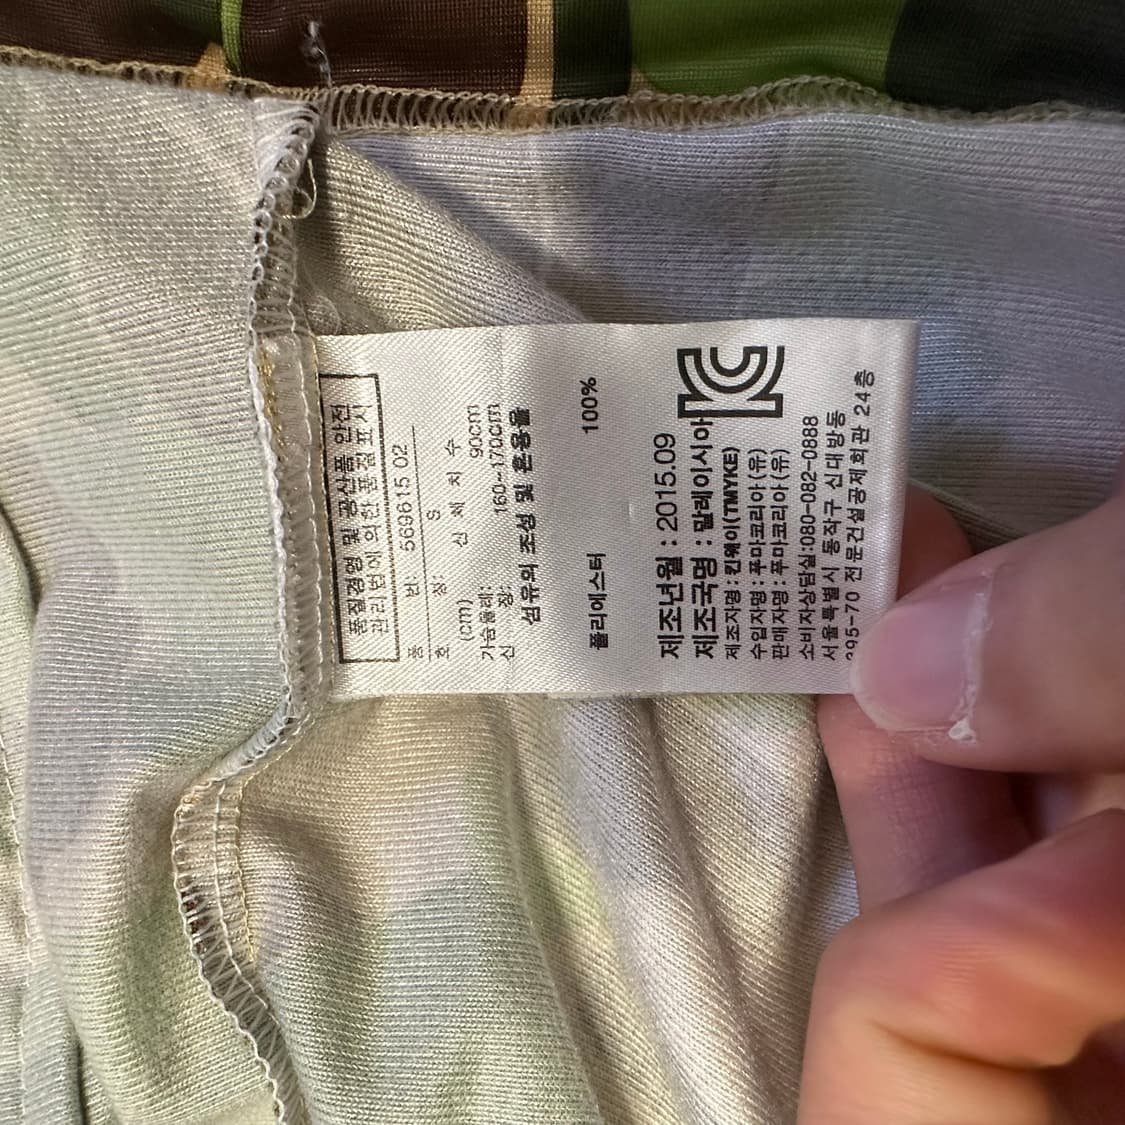 품질경영 및 공산품 안전
관리법에 의한 품질 표시
품 번: 569615 02
호 칭: S
(cm) 신 체 치 수
가슴둘레: 90cm
신 장: 160~170cm
섬유의 조성 및 혼용율
폴리에스터 100%
제조년월 : 2015.09
제조국명 : 말레이시아
제조자명 : 킨웨이(TMYKE)
수입자명 : 푸마코리아 (유)
판매자명 : 푸마코리아 (유)
소비자상담실:080-082-0888
서울특별시 동작구 신대방동
395-70 전문건설공제회관 24층